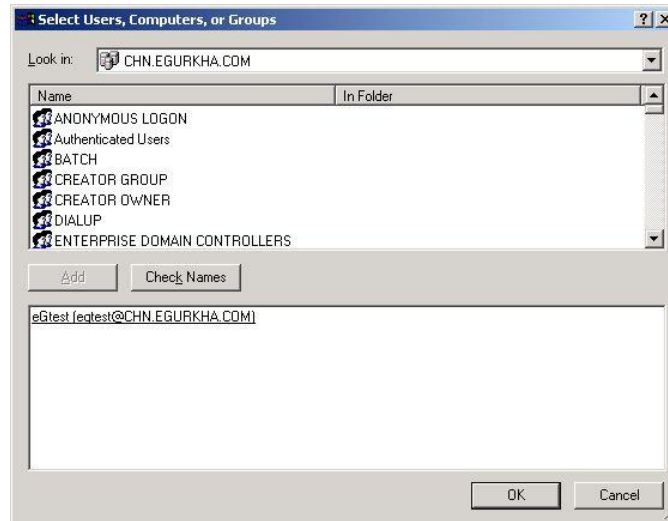 Select Users, Computers, or Groups
Look in: CHN.EGURKHA.COM
Name In Folder
ANONYMOUS LOGON
Authenticated Users
BATCH
CREATOR GROUP
CREATOR OWNER
DIALUP
ENTERPRISE DOMAIN CONTROLLERS
Add Check Names
eGtest (eqtest@CHN.EGURKHA.COM)
OK Cancel